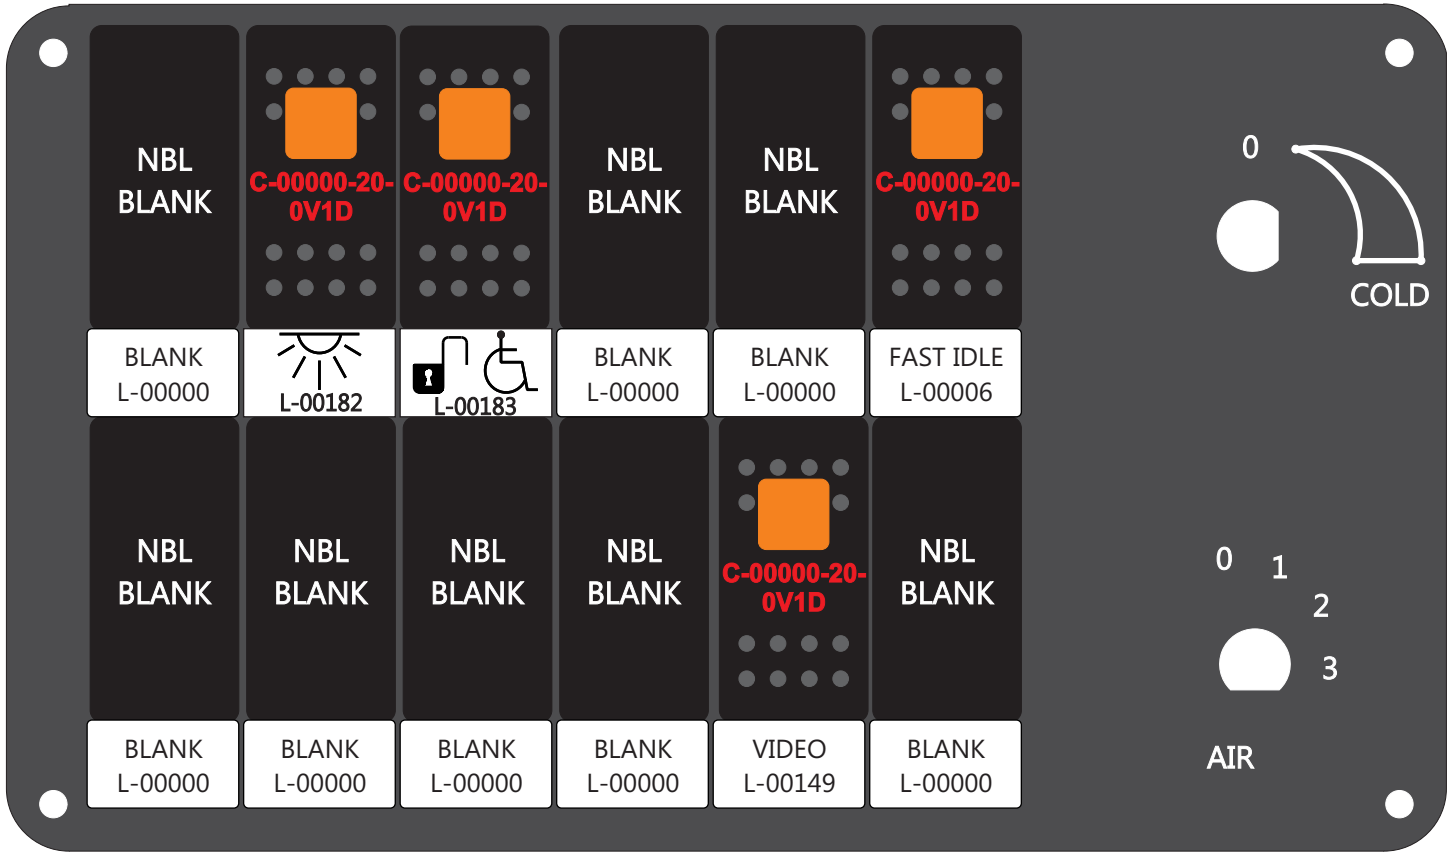 NBL
BLANK
C-00000-20-
0V1D
C-00000-20-
0V1D
NBL
BLANK
NBL
BLANK
C-00000-20-
0V1D
BLANK
L-00000
L-00182
L-00183
BLANK
L-00000
BLANK
L-00000
FAST IDLE
L-00006
0
COLD
NBL
BLANK
NBL
BLANK
NBL
BLANK
NBL
BLANK
C-00000-20-
0V1D
NBL
BLANK
BLANK
L-00000
BLANK
L-00000
BLANK
L-00000
BLANK
L-00000
VIDEO
L-00149
BLANK
L-00000
0
1
2
3
AIR